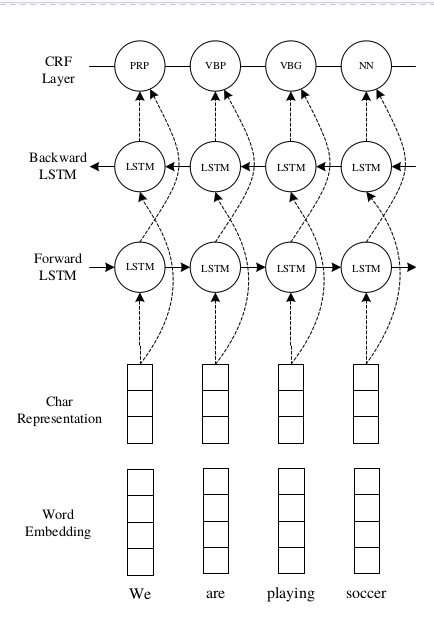 CRF
Layer
PRP VBP VBG NN
Backward
LSTM
LSTM LSTM LSTM LSTM
Forward
LSTM
LSTM LSTM LSTM LSTM
Char
Representation
Word
Embedding
We are playing soccer